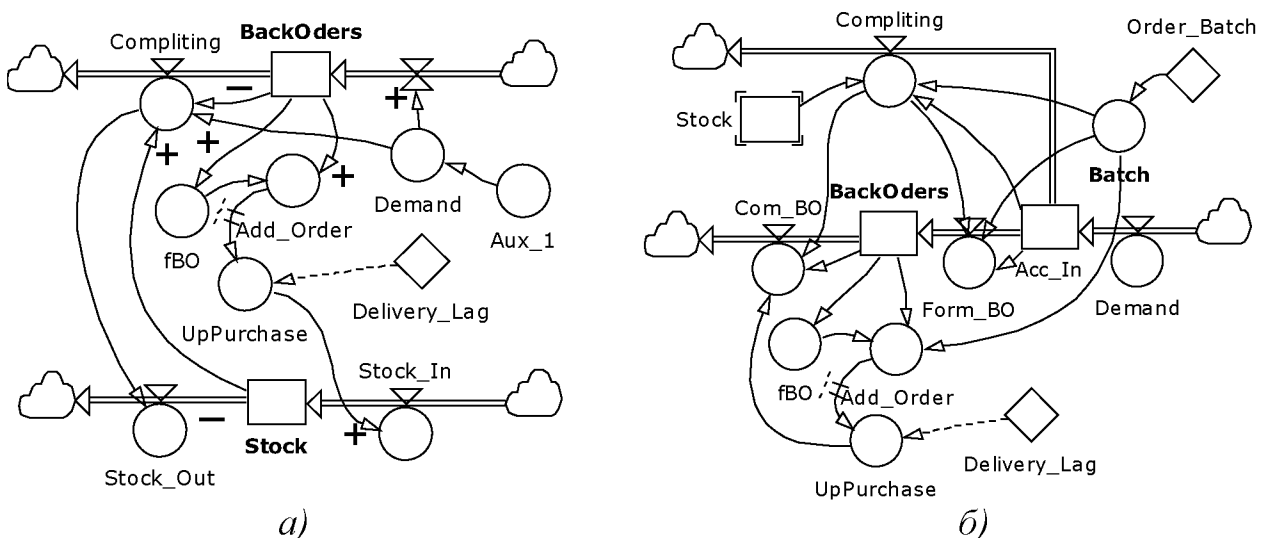 Compliting
BackOders
Demand
Aux_1
fBO
Add_Order
Delivery_Lag
UpPurchase
Stock_In
Stock
Stock_Out
+
+
+
+
+
−
−
а)
Compliting
Order_Batch
Stock
Batch
BackOders
Com_BO
Acc_In
Form_BO
Demand
fBO
Add_Order
Delivery_Lag
UpPurchase
б)